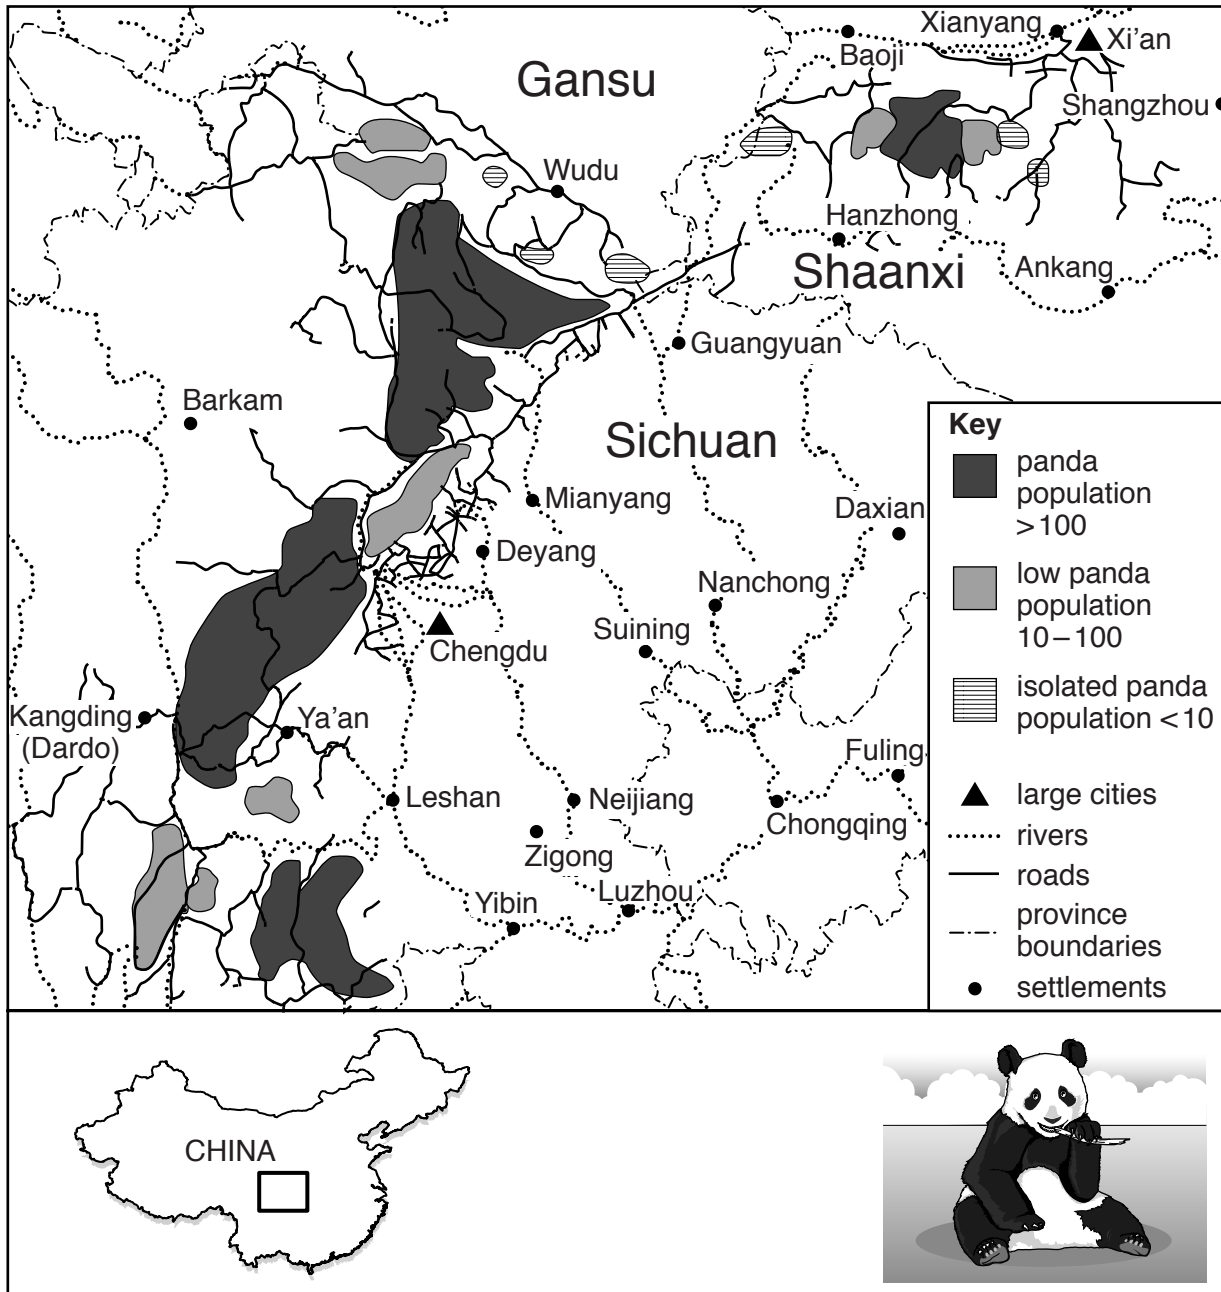 Xianyang
Xi’an
Baoji
Gansu
Shangzhou
Wudu
Hanzhong
Shaanxi
Ankang
Guangyuan
Barkam
Sichuan
Mianyang
Daxian
Deyang
Nanchong
Suining
Chengdu
Kangding
(Dardo)
Ya’an
Fuling
Leshan
Neijiang
Chongqing
Zigong
Luzhou
Yibin
Key
panda
population
>100
low panda
population
10–100
isolated panda
population <10
large cities
rivers
roads
province
boundaries
settlements
CHINA